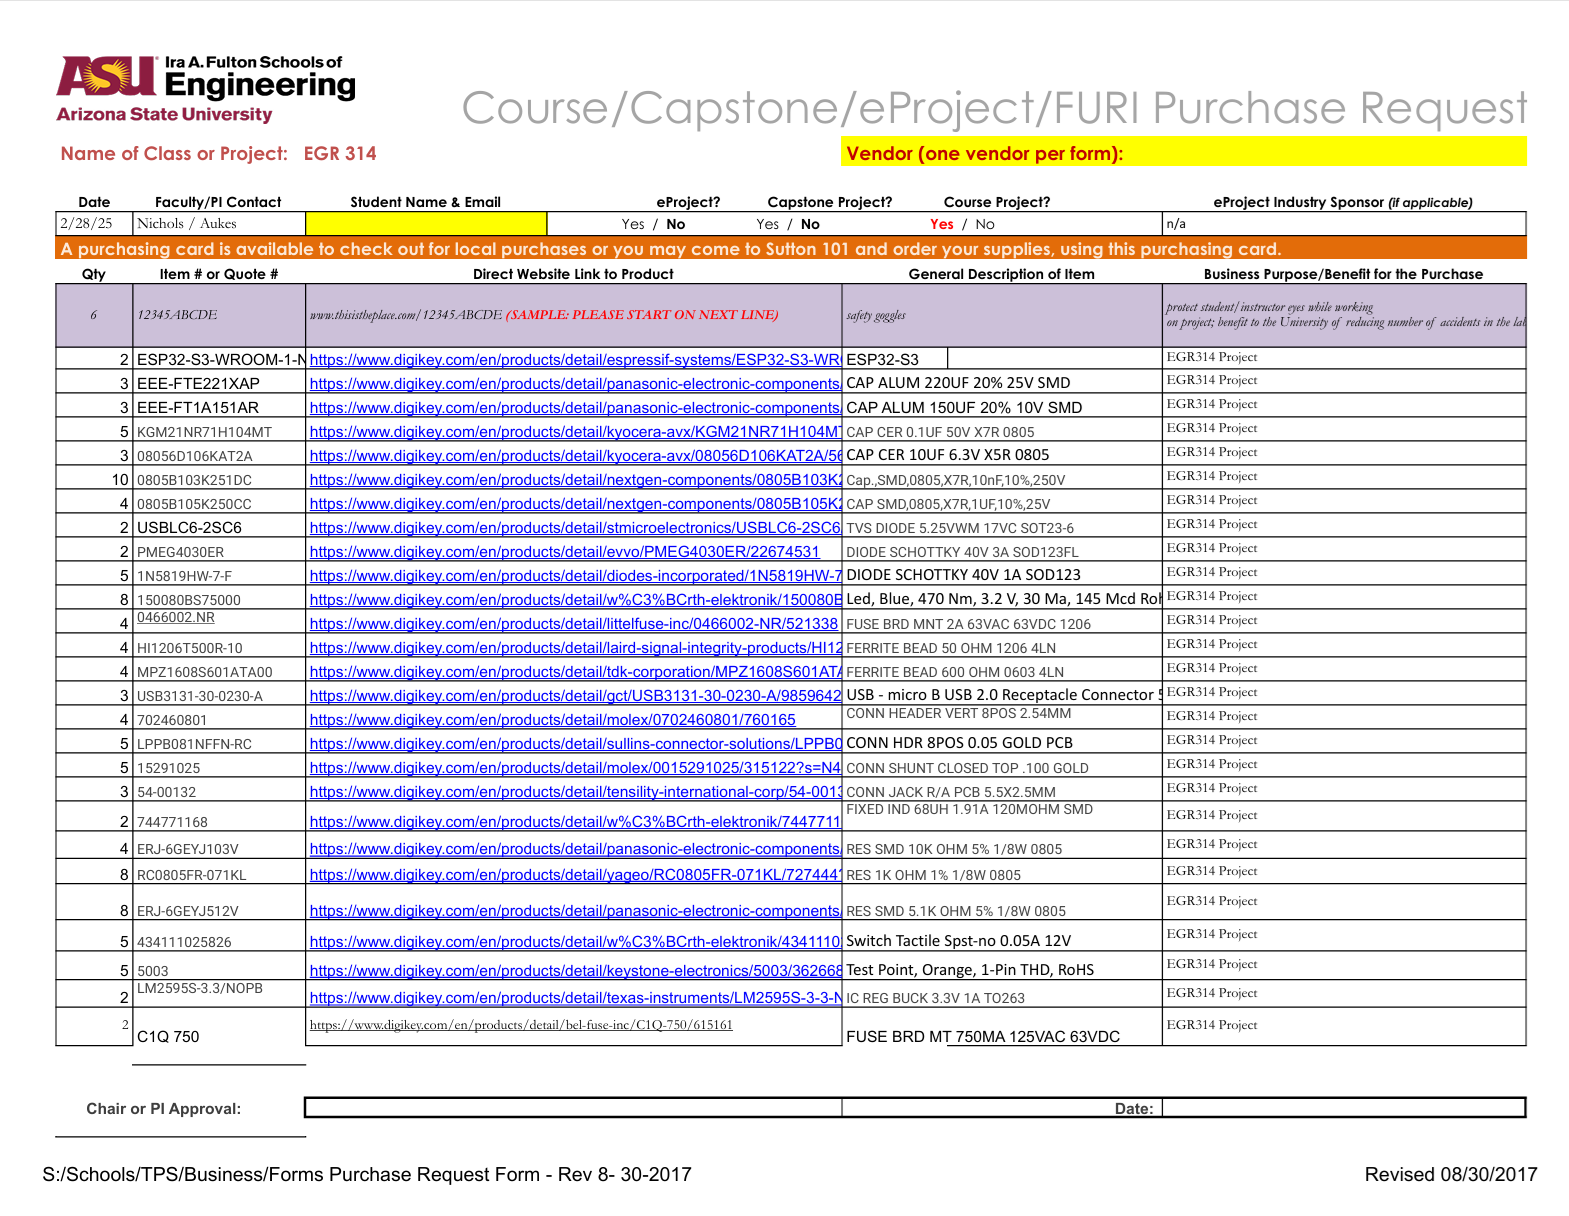 ASU Ira A. Fulton Schools of
Engineering
Arizona State University
Course/Capstone/eProject/FURI Purchase Request
Name of Class or Project: EGR 314 Vendor (one vendor per form):
Date Faculty/PI Contact Student Name & Email eProject? Capstone Project? Course Project? eProject Industry Sponsor (if applicable)
2/28/25 Nichols / Aukes Yes / No Yes / No Yes / No n/a
A purchasing card is available to check out for local purchases or you may come to Sutton 101 and order your supplies, using this purchasing card.
Qty Item # or Quote # Direct Website Link to Product General Description of Item Business Purpose/Benefit for the Purchase
6 12345ABCDE www.thisistheplace.com/12345ABCDE (SAMPLE: PLEASE START ON NEXT LINE) safety goggles protect student/instructor eyes while working
on project; benefit to the University of reducing number of accidents in the lab
2 ESP32-S3-WROOM-1-N https://www.digikey.com/en/products/detail/espressif-systems/ESP32-S3-WR ESP32-S3 EGR314 Project
3 EEE-FTE221XAP https://www.digikey.com/en/products/detail/panasonic-electronic-components/ CAP ALUM 220UF 20% 25V SMD EGR314 Project
3 EEE-FT1A151AR https://www.digikey.com/en/products/detail/panasonic-electronic-components/ CAP ALUM 150UF 20% 10V SMD EGR314 Project
5 KGM21NR71H104MT https://www.digikey.com/en/products/detail/kyocera-avx/KGM21NR71H104MT CAP CER 0.1UF 50V X7R 0805 EGR314 Project
3 08056D106KAT2A https://www.digikey.com/en/products/detail/kyocera-avx/08056D106KAT2A/56 CAP CER 10UF 6.3V X5R 0805 EGR314 Project
10 0805B103K251DC https://www.digikey.com/en/products/detail/nextgen-components/0805B103K2 Cap.,SMD,0805,X7R,10nF,10%,250V EGR314 Project
4 0805B105K250CC https://www.digikey.com/en/products/detail/nextgen-components/0805B105K2 CAP SMD,0805,X7R,1UF,10%,25V EGR314 Project
2 USBLC6-2SC6 https://www.digikey.com/en/products/detail/stmicroelectronics/USBLC6-2SC6/ TVS DIODE 5.25VWM 17VC SOT23-6 EGR314 Project
2 PMEG4030ER https://www.digikey.com/en/products/detail/evvo/PMEG4030ER/22674531 DIODE SCHOTTKY 40V 3A SOD123FL EGR314 Project
5 1N5819HW-7-F https://www.digikey.com/en/products/detail/diodes-incorporated/1N5819HW-7 DIODE SCHOTTKY 40V 1A SOD123 EGR314 Project
8 150080BS75000 https://www.digikey.com/en/products/detail/w%C3%BCrth-elektronik/150080B Led, Blue, 470 Nm, 3.2 V, 30 Ma, 145 Mcd RoH EGR314 Project
4 0466002.NR https://www.digikey.com/en/products/detail/littelfuse-inc/0466002-NR/521338 FUSE BRD MNT 2A 63VAC 63VDC 1206 EGR314 Project
4 HI1206T500R-10 https://www.digikey.com/en/products/detail/laird-signal-integrity-products/HI12 FERRITE BEAD 50 OHM 1206 4LN EGR314 Project
4 MPZ1608S601ATA00 https://www.digikey.com/en/products/detail/tdk-corporation/MPZ1608S601ATA FERRITE BEAD 600 OHM 0603 4LN EGR314 Project
3 USB3131-30-0230-A https://www.digikey.com/en/products/detail/gct/USB3131-30-0230-A/9859642 USB - micro B USB 2.0 Receptacle Connector 5 EGR314 Project
4 702460801 https://www.digikey.com/en/products/detail/molex/0702460801/760165 CONN HEADER VERT 8POS 2.54MM EGR314 Project
5 LPPB081NFFN-RC https://www.digikey.com/en/products/detail/sullins-connector-solutions/LPPB0 CONN HDR 8POS 0.05 GOLD PCB EGR314 Project
5 15291025 https://www.digikey.com/en/products/detail/molex/0015291025/315122?s=N4 CONN SHUNT CLOSED TOP .100 GOLD EGR314 Project
3 54-00132 https://www.digikey.com/en/products/detail/tensility-international-corp/54-0013 CONN JACK R/A PCB 5.5X2.5MM EGR314 Project
2 744771168 https://www.digikey.com/en/products/detail/w%C3%BCrth-elektronik/7447711 FIXED IND 68UH 1.91A 120MOHM SMD EGR314 Project
4 ERJ-6GEYJ103V https://www.digikey.com/en/products/detail/panasonic-electronic-components/ RES SMD 10K OHM 5% 1/8W 0805 EGR314 Project
8 RC0805FR-071KL https://www.digikey.com/en/products/detail/yageo/RC0805FR-071KL/727444? RES 1K OHM 1% 1/8W 0805 EGR314 Project
8 ERJ-6GEYJ512V https://www.digikey.com/en/products/detail/panasonic-electronic-components/ RES SMD 5.1K OHM 5% 1/8W 0805 EGR314 Project
5 434111025826 https://www.digikey.com/en/products/detail/w%C3%BCrth-elektronik/4341110 Switch Tactile Spst-no 0.05A 12V EGR314 Project
5 5003 https://www.digikey.com/en/products/detail/keystone-electronics/5003/362668 Test Point, Orange, 1-Pin THD, RoHS EGR314 Project
2 LM2595S-3.3/NOPB https://www.digikey.com/en/products/detail/texas-instruments/LM2595S-3-3-N IC REG BUCK 3.3V 1A TO263 EGR314 Project
2 C1Q 750 https://www.digikey.com/en/products/detail/bel-fuse-inc/C1Q-750/615161 FUSE BRD MT 750MA 125VAC 63VDC EGR314 Project
Chair or PI Approval: Date:
S:/Schools/TPS/Business/Forms Purchase Request Form - Rev 8- 30-2017 Revised 08/30/2017